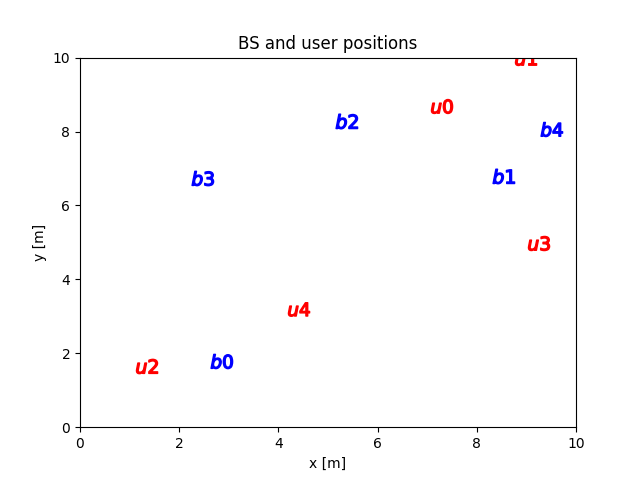 BS and user positions
10
u1
u0
b2
8
b4
b3
b1
6
u3
y [m]
4
u4
2
u2
b0
0
0 2 4 6 8 10
x [m]